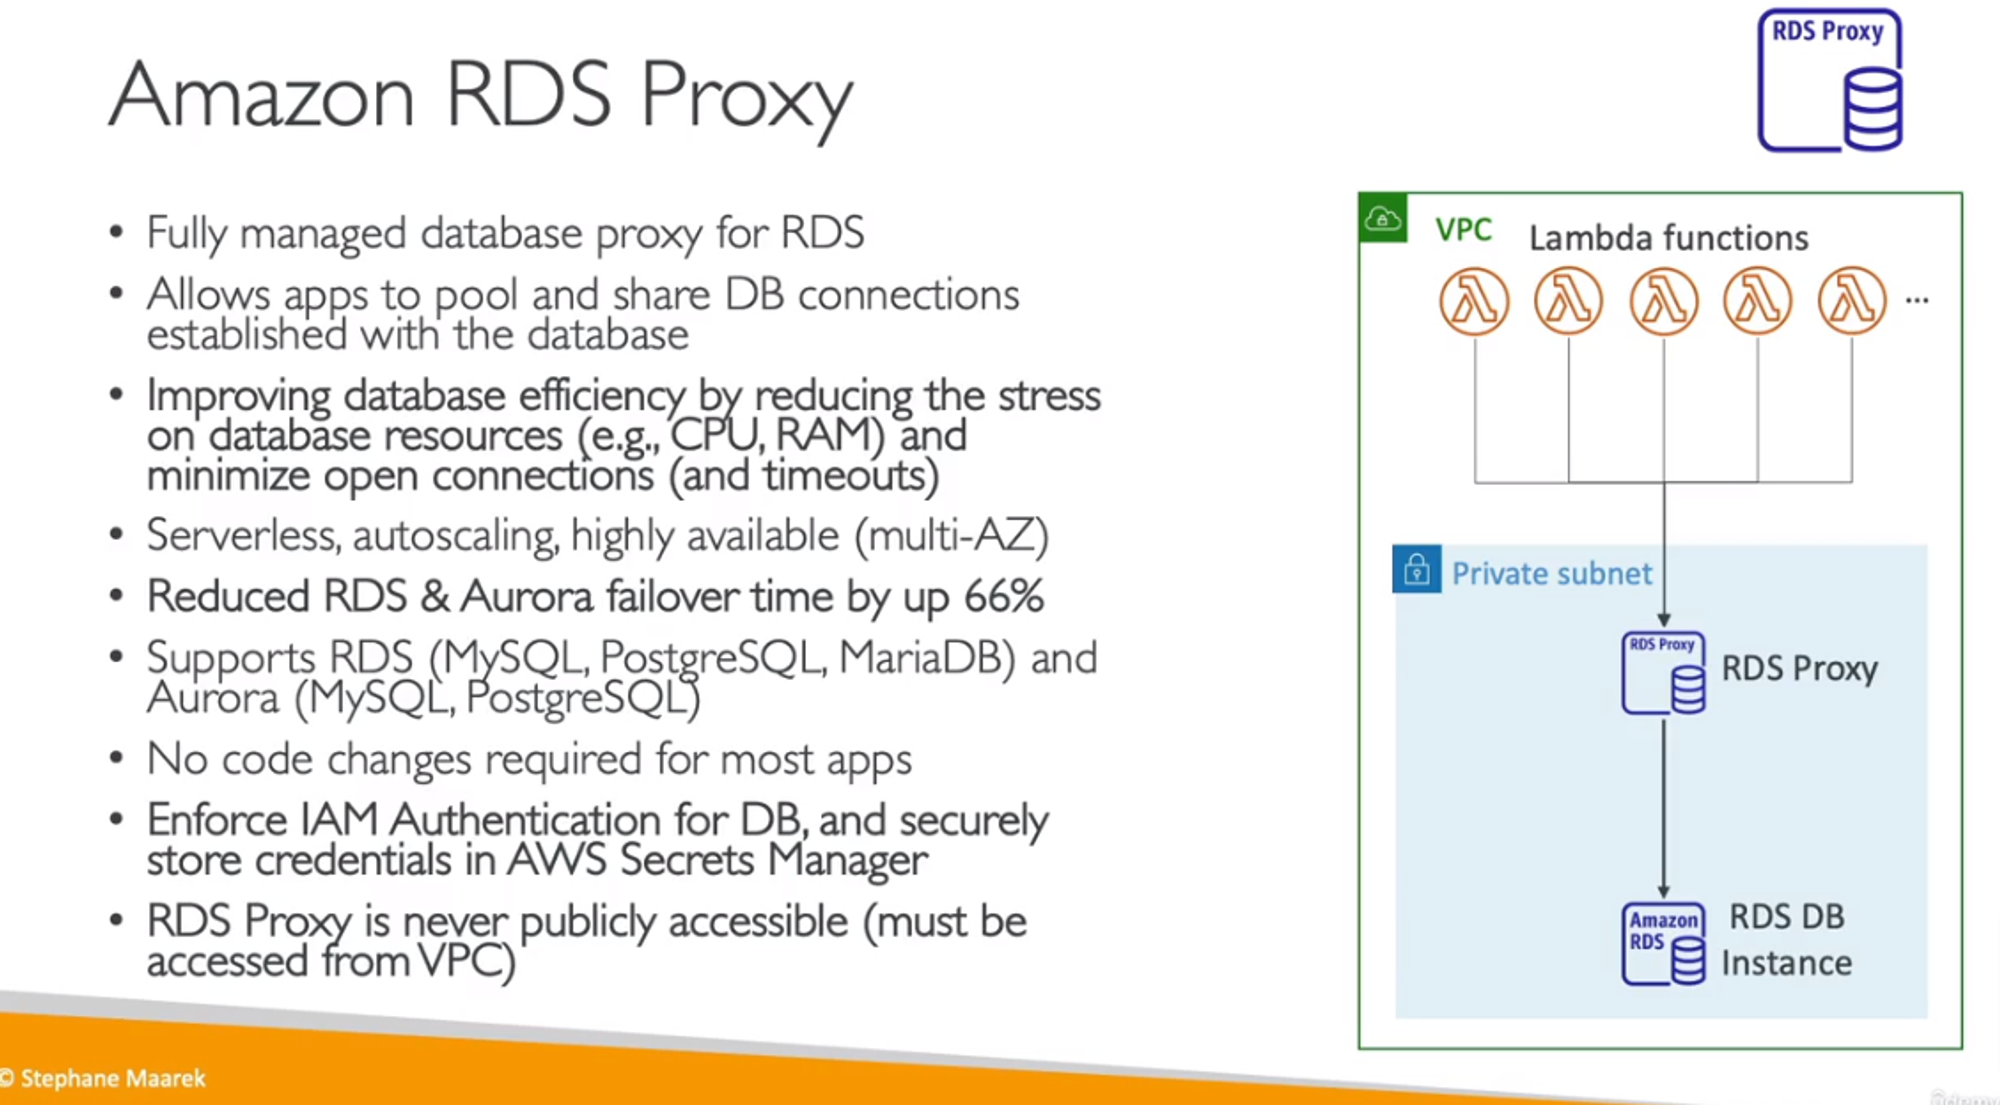 RDS Proxy
Amazon RDS Proxy
• Fully managed database proxy for RDS
• Allows apps to pool and share DB connections
established with the database
• Improving database efficiency by reducing the stress
on database resources (e.g., CPU, RAM) and
minimize open connections (and timeouts)
• Serverless, autoscaling, highly available (multi-AZ)
• Reduced RDS & Aurora failover time by up 66%
• Supports RDS (MySQL, PostgreSQL, MariaDB) and
Aurora (MySQL, PostgreSQL)
• No code changes required for most apps
• Enforce IAM Authentication for DB, and securely
store credentials in AWS Secrets Manager
• RDS Proxy is never publicly accessible (must be
accessed from VPC)
VPC
Lambda functions
...
Private subnet
RDS Proxy
RDS Proxy
Amazon
RDS
RDS DB
Instance
© Stephane Maarek